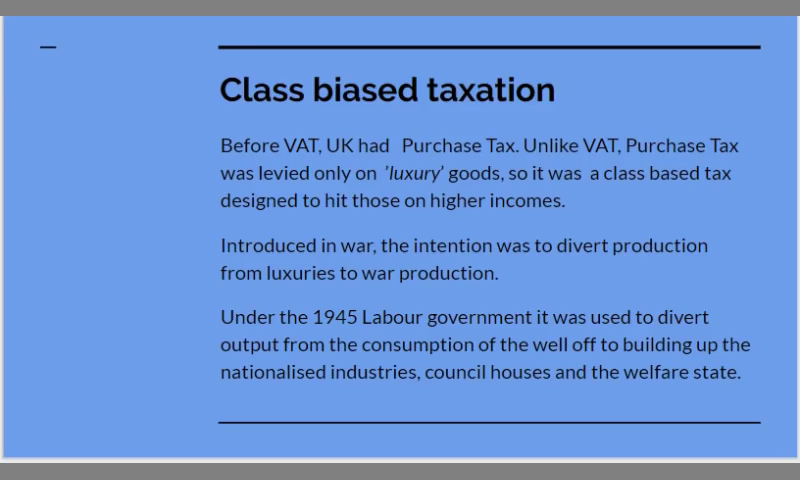 Class biased taxation
Before VAT, UK had Purchase Tax. Unlike VAT, Purchase Tax
was levied only on 'luxury' goods, so it was a class based tax
designed to hit those on higher incomes.
Introduced in war, the intention was to divert production
from luxuries to war production.
Under the 1945 Labour government it was used to divert
output from the consumption of the well off to building up the
nationalised industries, council houses and the welfare state.